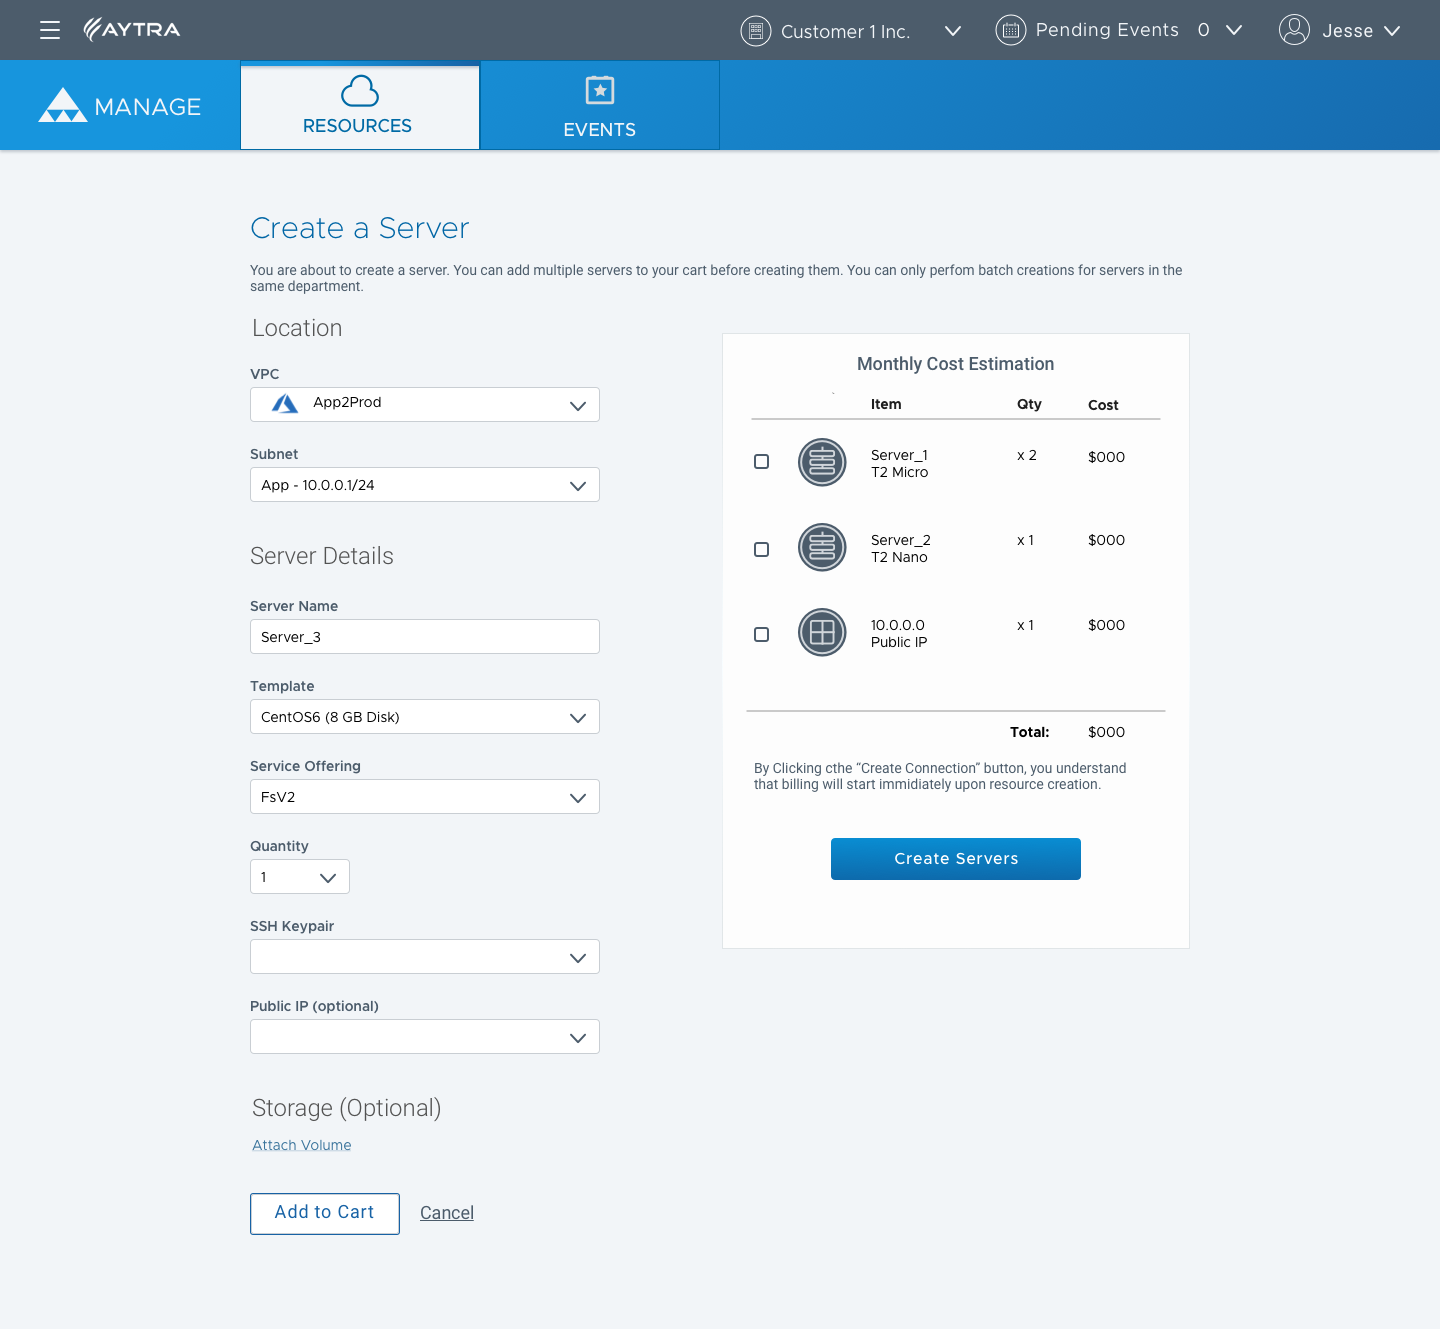 AYTRA
Customer 1 Inc.
Pending Events 0
Jesse
MANAGE
RESOURCES
EVENTS
Create a Server
You are about to create a server. You can add multiple servers to your cart before creating them. You can only perfom batch creations for servers in the
same department.
Location
VPC
App2Prod
Subnet
App - 10.0.0.1/24
Server Details
Server Name
Server_3
Template
CentOS6 (8 GB Disk)
Service Offering
FsV2
Quantity
1
SSH Keypair
Public IP (optional)
Storage (Optional)
Attach Volume
Add to Cart
Cancel
Monthly Cost Estimation
Item Qty Cost
Server_1 x 2 $000
T2 Micro
Server_2 x 1 $000
T2 Nano
10.0.0.0 x 1 $000
Public IP
Total: $000
By Clicking cthe “Create Connection” button, you understand
that billing will start immidiately upon resource creation.
Create Servers